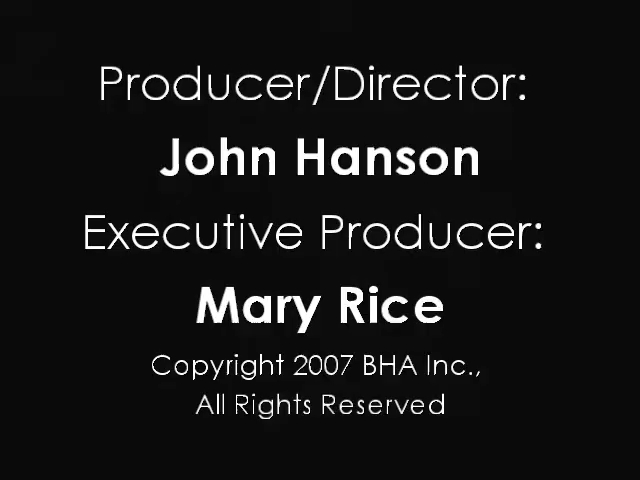 Producer/Director:
John Hanson
Executive Producer:
Mary Rice
Copyright 2007 BHA Inc.,
All Rights Reserved